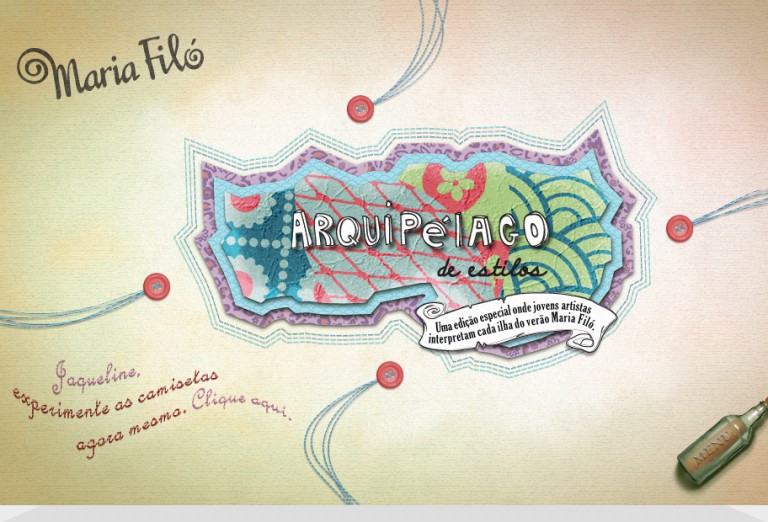 Maria Filó
ARQUIPÉLAGO
de estilos
Uma edição especial onde jovens artistas
interpretam cada ilha do verão Maria Filó.
Jaqueline,
experimente as camisetas
agora mesmo. Clique aqui.
MENU